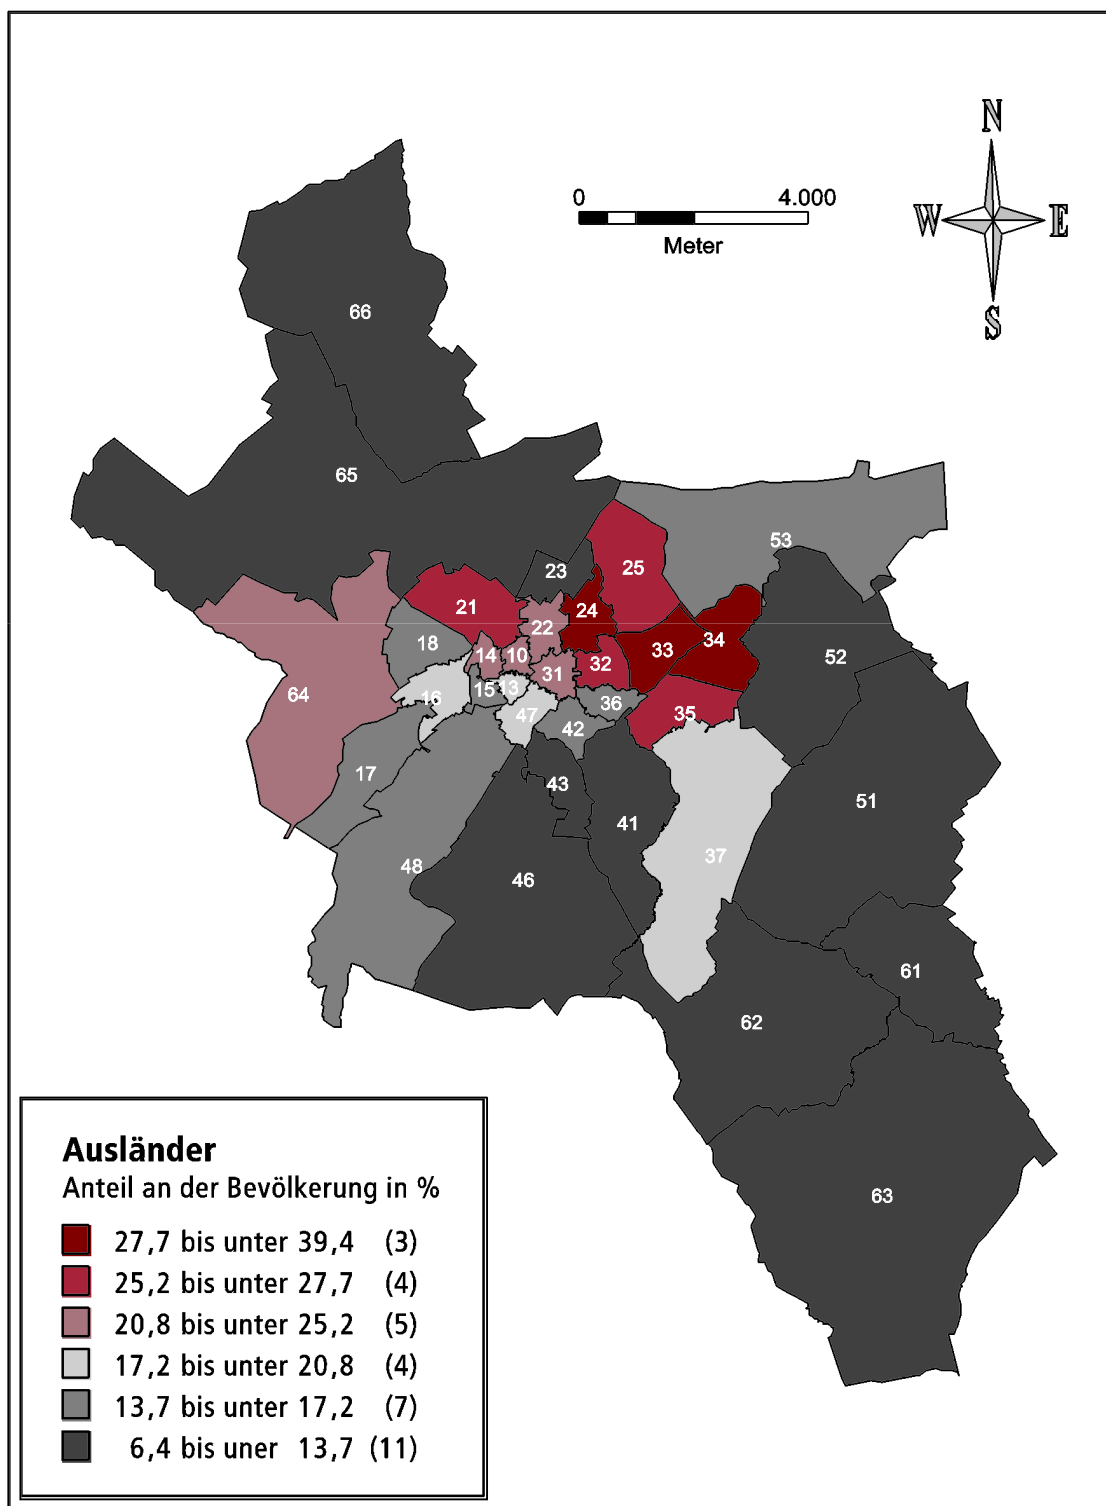 N
0 4.000
W E
Meter
S
66
65
53
23 25
21 24
22
18 34
14 10 33 52
31 32
64 16 15 13
36
47 35
42
17
43
51
41
37
48
46
61
62
63
Ausländer
Anteil an der Bevölkerung in %
27,7 bis unter 39,4 (3)
25,2 bis unter 27,7 (4)
20,8 bis unter 25,2 (5)
17,2 bis unter 20,8 (4)
13,7 bis unter 17,2 (7)
6,4 bis uner 13,7 (11)